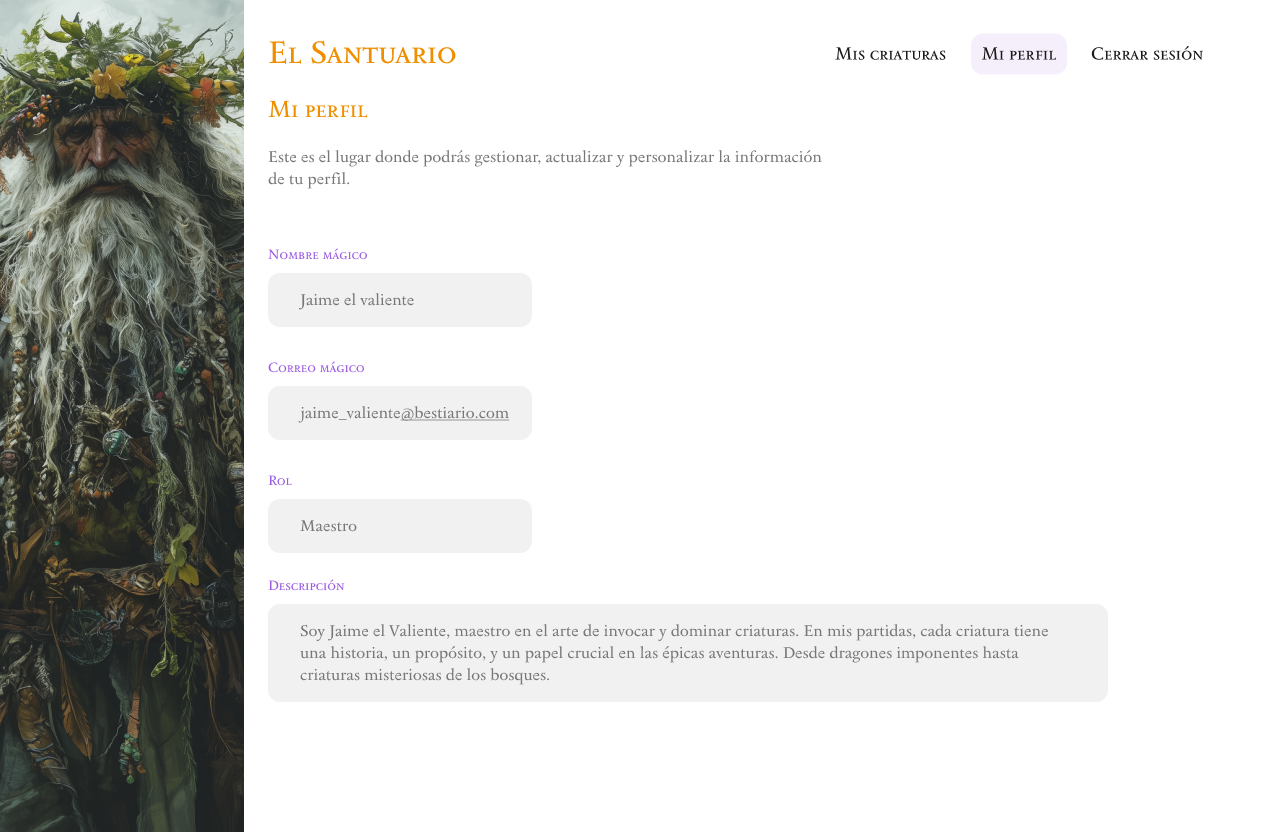 El Santuario
Mis criaturas
Mi perfil
Cerrar sesión
Mi perfil
Este es el lugar donde podrás gestionar, actualizar y personalizar la información
de tu perfil.
Nombre mágico
Jaime el valiente
Correo mágico
jaime_valiente@bestiario.com
Rol
Maestro
Descripción
Soy Jaime el Valiente, maestro en el arte de invocar y dominar criaturas. En mis partidas, cada criatura tiene
una historia, un propósito, y un papel crucial en las épicas aventuras. Desde dragones imponentes hasta
criaturas misteriosas de los bosques.